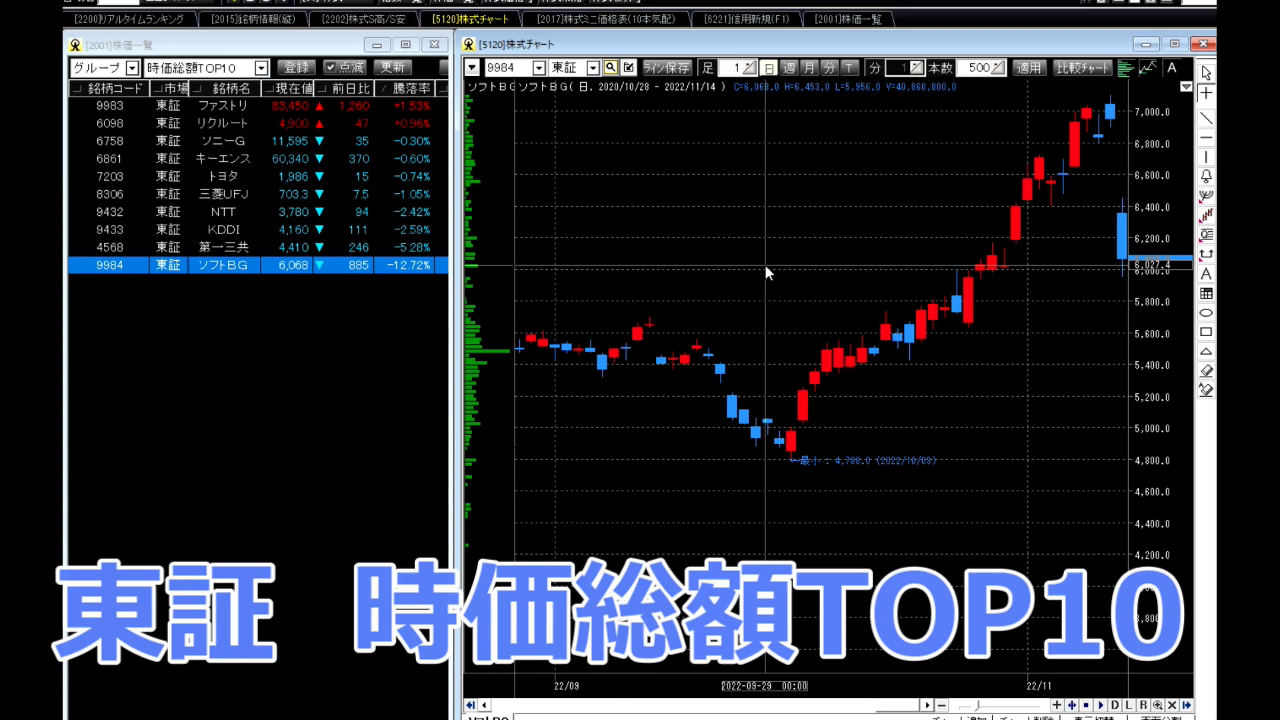 [2200]リアルタイムランキング [2015]銘柄情報(縦) [2202]株式S高/S安 [5120]株式チャート [2017]株式ミニ価格表(10本気配) [6221]信用新規(F1) [2001]株価一覧
[2001]株価一覧
グループ 時価総額TOP10 登録 点滅 更新
銘柄コード 市場 銘柄名 現在値 前日比 騰落率
9983 東証 ファストリ 83,450 ▲ 1,260 +1.53%
6098 東証 リクルート 4,900 ▲ 47 +0.96%
6758 東証 ソニーG 11,595 ▼ 35 -0.30%
6861 東証 キーエンス 60,340 ▼ 370 -0.60%
7203 東証 トヨタ 1,986 ▼ 15 -0.74%
8306 東証 三菱UFJ 703.3 ▼ 7.5 -1.05%
9432 東証 NTT 3,780 ▼ 94 -2.42%
9433 東証 KDDI 4,160 ▼ 111 -2.59%
4568 東証 第一三共 4,410 ▼ 246 -5.28%
9984 東証 ソフトBG 6,068 ▼ 885 -12.72%
[5120]株式チャート
9984 東証 ライン保存 足 1 日 週 月 分 T 分 1 本数 500 適用 比較チャート A
ソフトB ソフトBG( 日, 2020/10/28 - 2022/11/14 ) C=6,068.0 H=6,453.0 L=5,956.0 V=40,860,800.0
7,000.0
6,800.0
6,600.0
6,400.0
6,200.0
6,027.4
6,000.0
5,800.0
5,600.0
5,400.0
5,200.0
5,000.0
4,800.0
←最小 : 4,788.0 (2022/10/03)
4,400.0
4,200.0
東証 時価総額TOP10
22/09 2022-09-29 00:00 22/11
D L R